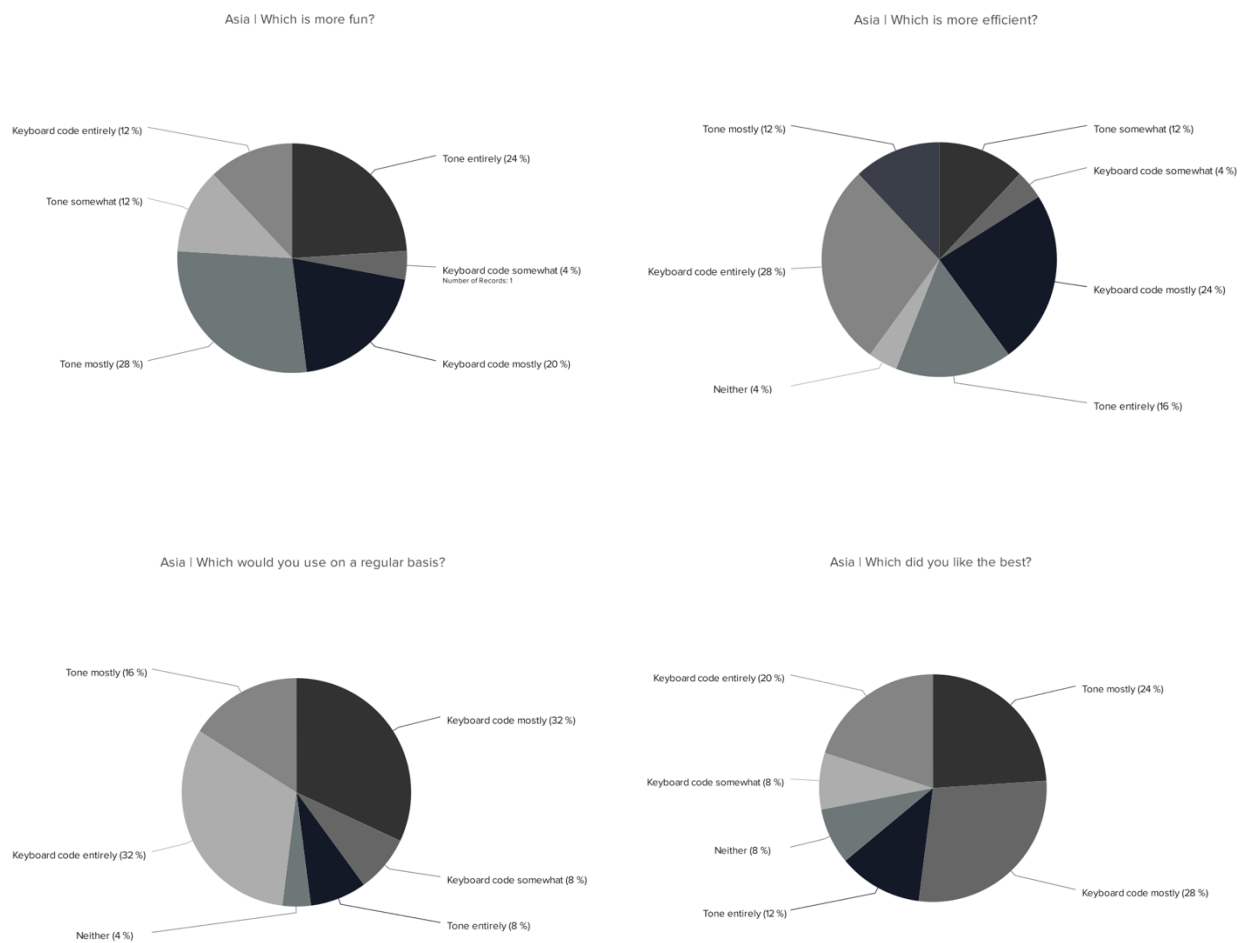 Asia | Which is more fun?
Keyboard code entirely (12 %)
Tone entirely (24 %)
Tone somewhat (12 %)
Keyboard code somewhat (4 %)
Number of Records: 1
Tone mostly (28 %)
Keyboard code mostly (20 %)
Asia | Which is more efficient?
Tone mostly (12 %)
Tone somewhat (12 %)
Keyboard code somewhat (4 %)
Keyboard code entirely (28 %)
Keyboard code mostly (24 %)
Neither (4 %)
Tone entirely (16 %)
Asia | Which would you use on a regular basis?
Tone mostly (16 %)
Keyboard code mostly (32 %)
Keyboard code entirely (32 %)
Keyboard code somewhat (8 %)
Tone entirely (8 %)
Neither (4 %)
Asia | Which did you like the best?
Keyboard code entirely (20 %)
Tone mostly (24 %)
Keyboard code somewhat (8 %)
Neither (8 %)
Keyboard code mostly (28 %)
Tone entirely (12 %)